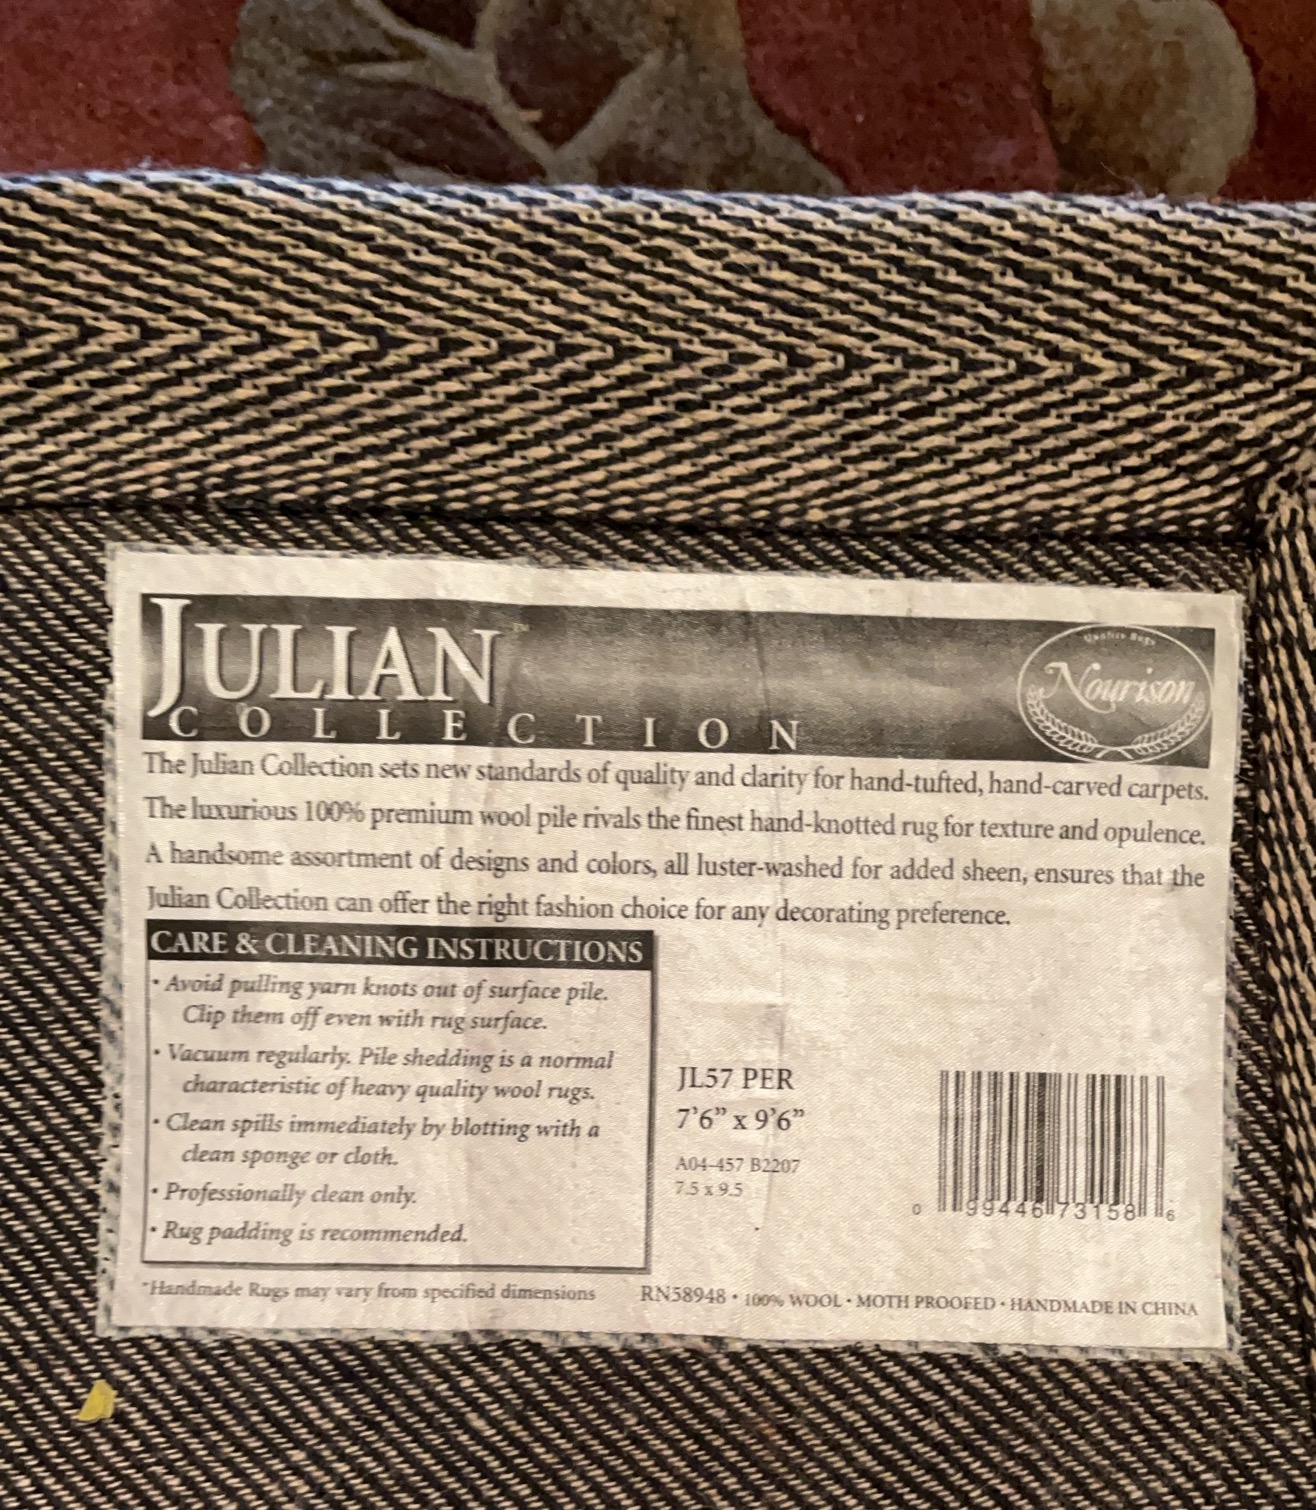 JULIAN™
COLLECTION
Quality Rugs
Nourison
The Julian Collection sets new standards of quality and clarity for hand-tufted, hand-carved carpets.
The luxurious 100% premium wool pile rivals the finest hand-knotted rug for texture and opulence.
A handsome assortment of designs and colors, all luster-washed for added sheen, ensures that the
Julian Collection can offer the right fashion choice for any decorating preference.
CARE & CLEANING INSTRUCTIONS
• Avoid pulling yarn knots out of surface pile.
Clip them off even with rug surface.
• Vacuum regularly. Pile shedding is a normal
characteristic of heavy quality wool rugs.
• Clean spills immediately by blotting with a
clean sponge or cloth.
• Professionally clean only.
• Rug padding is recommended.
JL57 PER
7'6" x 9'6"
A04-457 B2207
7.5 x 9.5
0 99446 73158 6
*Handmade Rugs may vary from specified dimensions
RN58948 • 100% WOOL • MOTH PROOFED • HANDMADE IN CHINA